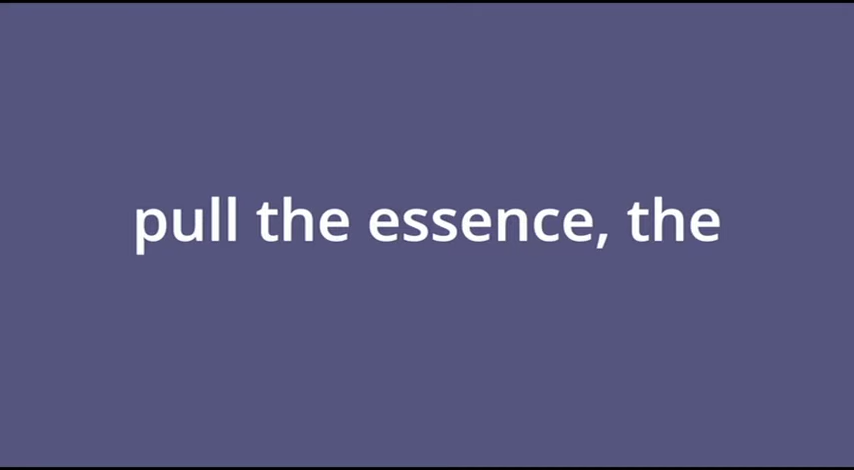 pull the essence, the